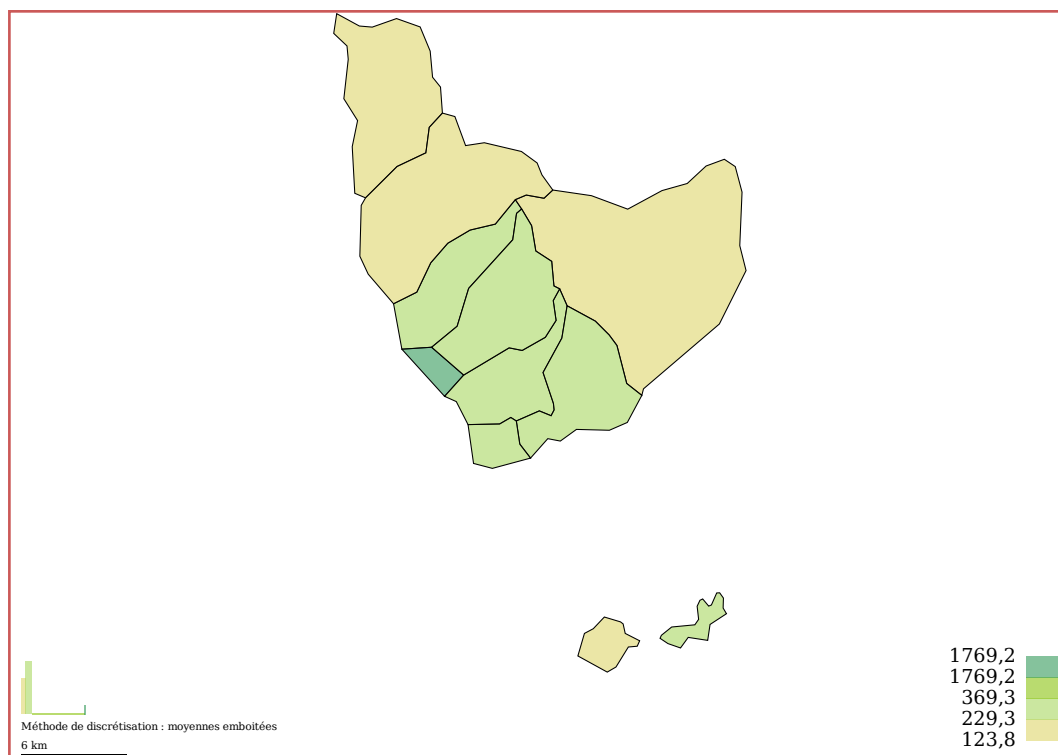 1769,2
1769,2
369,3
229,3
123,8
Méthode de discrétisation : moyennes emboitées
6 km